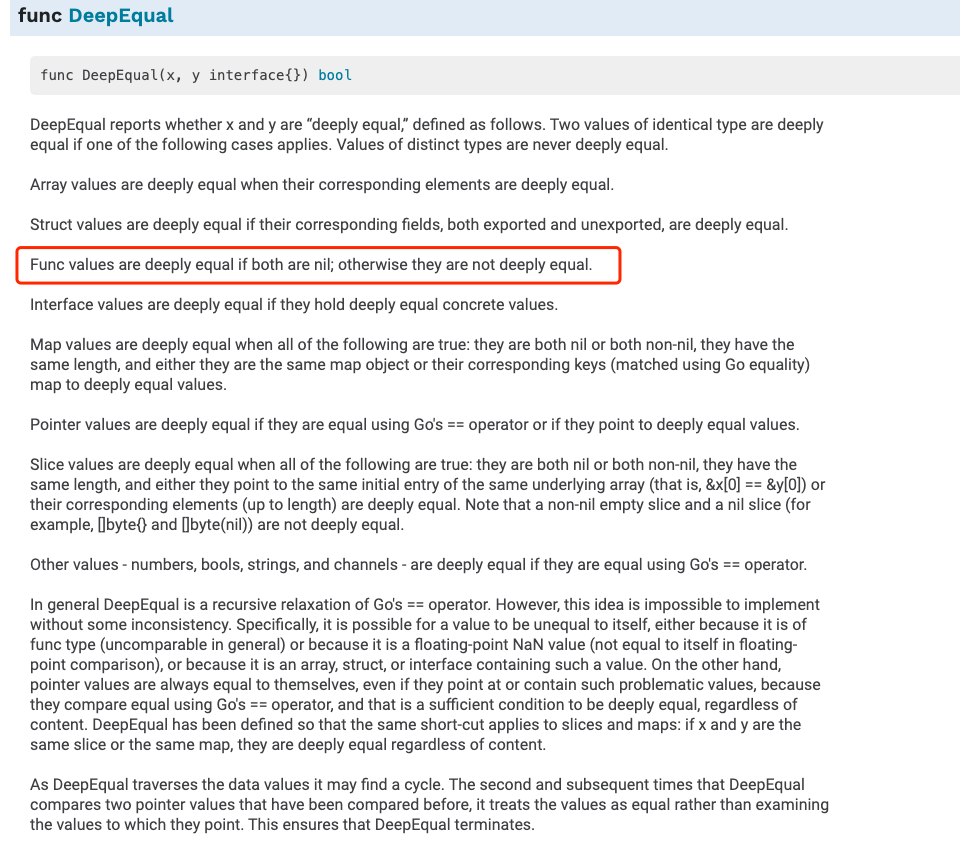 func DeepEqual
func DeepEqual(x, y interface{}) bool
DeepEqual reports whether x and y are “deeply equal,” defined as follows. Two values of identical type are deeply
equal if one of the following cases applies. Values of distinct types are never deeply equal.
Array values are deeply equal when their corresponding elements are deeply equal.
Struct values are deeply equal if their corresponding fields, both exported and unexported, are deeply equal.
Func values are deeply equal if both are nil; otherwise they are not deeply equal.
Interface values are deeply equal if they hold deeply equal concrete values.
Map values are deeply equal when all of the following are true: they are both nil or both non-nil, they have the
same length, and either they are the same map object or their corresponding keys (matched using Go equality)
map to deeply equal values.
Pointer values are deeply equal if they are equal using Go's == operator or if they point to deeply equal values.
Slice values are deeply equal when all of the following are true: they are both nil or both non-nil, they have the
same length, and either they point to the same initial entry of the same underlying array (that is, &x[0] == &y[0]) or
their corresponding elements (up to length) are deeply equal. Note that a non-nil empty slice and a nil slice (for
example, []byte{} and []byte(nil)) are not deeply equal.
Other values - numbers, bools, strings, and channels - are deeply equal if they are equal using Go's == operator.
In general DeepEqual is a recursive relaxation of Go's == operator. However, this idea is impossible to implement
without some inconsistency. Specifically, it is possible for a value to be unequal to itself, either because it is of
func type (uncomparable in general) or because it is a floating-point NaN value (not equal to itself in floating-
point comparison), or because it is an array, struct, or interface containing such a value. On the other hand,
pointer values are always equal to themselves, even if they point at or contain such problematic values, because
they compare equal using Go's == operator, and that is a sufficient condition to be deeply equal, regardless of
content. DeepEqual has been defined so that the same short-cut applies to slices and maps: if x and y are the
same slice or the same map, they are deeply equal regardless of content.
As DeepEqual traverses the data values it may find a cycle. The second and subsequent times that DeepEqual
compares two pointer values that have been compared before, it treats the values as equal rather than examining
the values to which they point. This ensures that DeepEqual terminates.